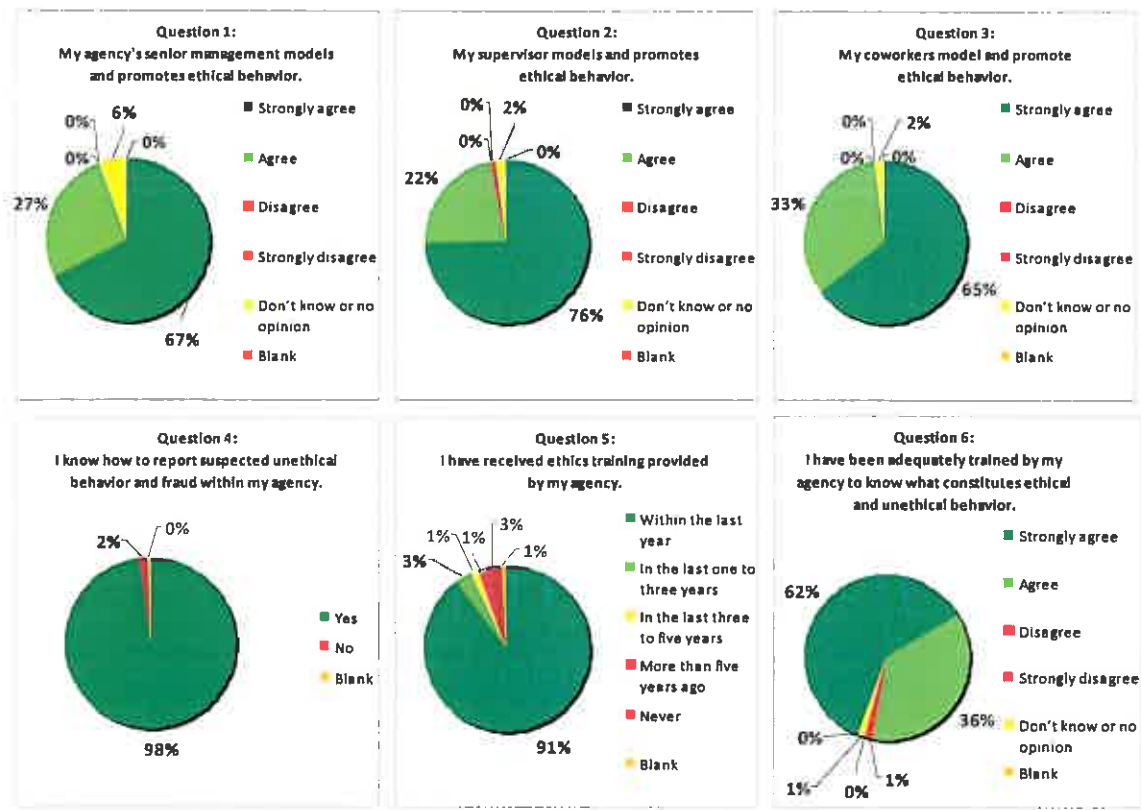 Question 1:
My agency's senior management models
and promotes ethical behavior.
0%
6%
0%
0%
27%
67%
Strongly agree
Agree
Disagree
Strongly disagree
Don't know or no
opinion
Blank
Question 2:
My supervisor models and promotes
ethical behavior.
0%
2%
0%
0%
22%
76%
Strongly agree
Agree
Disagree
Strongly disagree
Don't know or no
opinion
Blank
Question 3:
My coworkers model and promote
ethical behavior.
0%
2%
0%
0%
33%
65%
Strongly agree
Agree
Disagree
Strongly disagree
Don't know or no
opinion
Blank
Question 4:
I know how to report suspected unethical
behavior and fraud within my agency.
2%
0%
98%
Yes
No
Blank
Question 5:
I have received ethics training provided
by my agency.
3%
1%
1%
3%
1%
91%
Within the last
year
In the last one to
three years
In the last three
to five years
More than five
years ago
Never
Blank
Question 6:
I have been adequately trained by my
agency to know what constitutes ethical
and unethical behavior.
62%
36%
0%
1%
0%
1%
Strongly agree
Agree
Disagree
Strongly disagree
Don't know or no
opinion
Blank